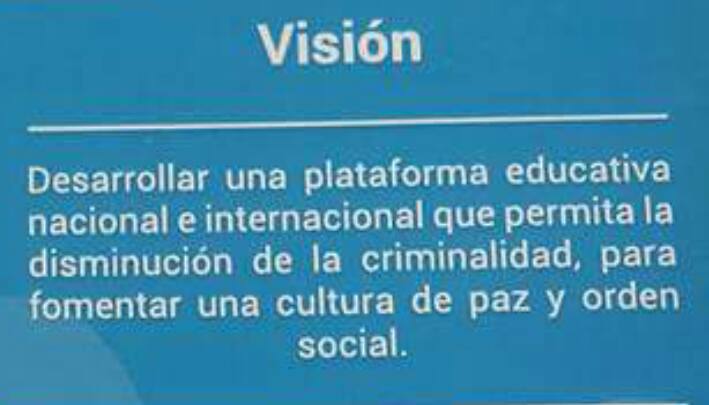 Visión
Desarrollar una plataforma educativa
nacional e internacional que permita la
disminución de la criminalidad, para
fomentar una cultura de paz y orden
social.